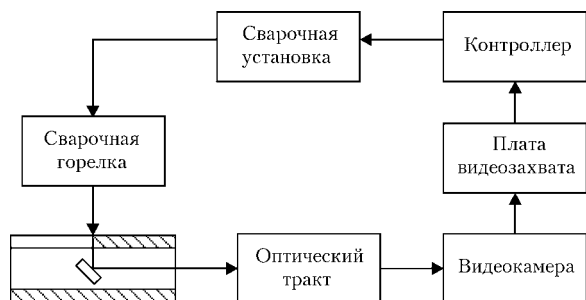 Сварочная
установка
Контроллер
Сварочная
горелка
Плата
видеозахвата
Оптический
тракт
Видеокамера